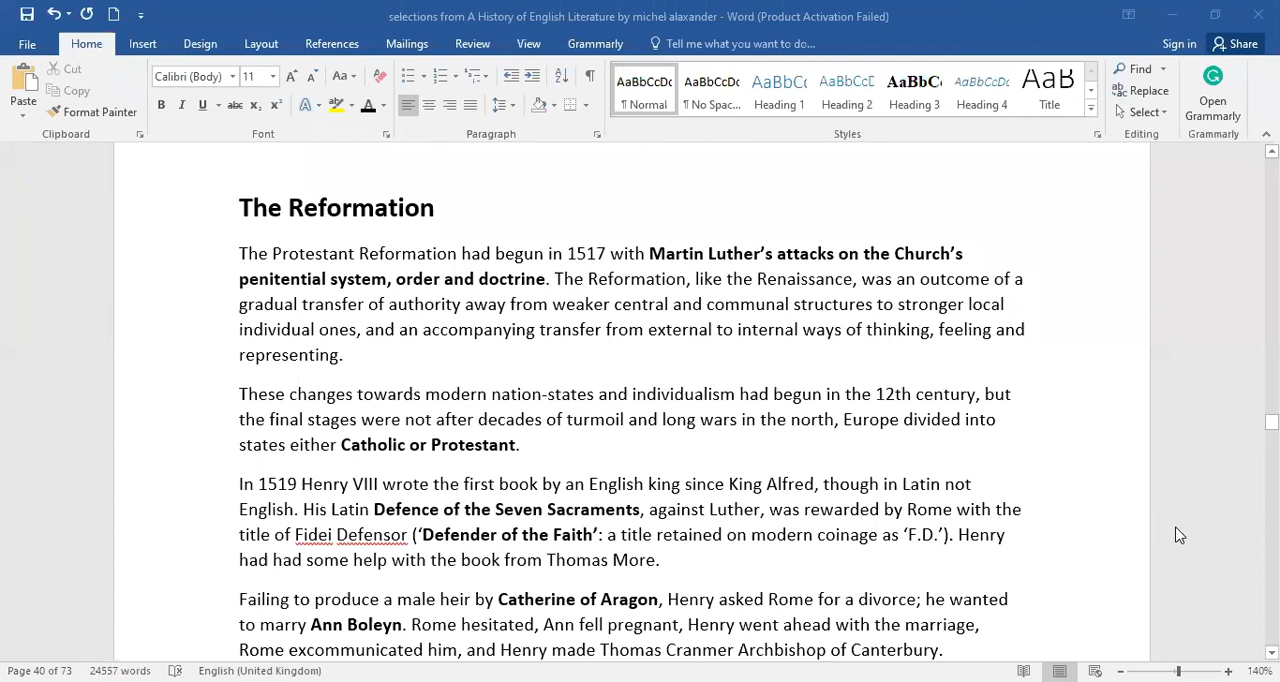 selections from A History of English Literature by michel alaxander - Word (Product Activation Failed)
File Home Insert Design Layout References Mailings Review View Grammarly Tell me what you want to do... Sign in Share
Paste Cut Copy Format Painter
Calibri (Body) 11 Aa
B I U abc x₂ x² A A
AaBbCcDc AaBbCcDc AaBbCc AaBbCcE AaBbC AaBbCcDc AaB
¶ Normal ¶ No Spac... Heading 1 Heading 2 Heading 3 Heading 4 Title
Find Replace Select
Open Grammarly
Clipboard Font Paragraph Styles Editing Grammarly
The Reformation
The Protestant Reformation had begun in 1517 with Martin Luther’s attacks on the Church’s
penitential system, order and doctrine. The Reformation, like the Renaissance, was an outcome of a
gradual transfer of authority away from weaker central and communal structures to stronger local
individual ones, and an accompanying transfer from external to internal ways of thinking, feeling and
representing.
These changes towards modern nation-states and individualism had begun in the 12th century, but
the final stages were not after decades of turmoil and long wars in the north, Europe divided into
states either Catholic or Protestant.
In 1519 Henry VIII wrote the first book by an English king since King Alfred, though in Latin not
English. His Latin Defence of the Seven Sacraments, against Luther, was rewarded by Rome with the
title of Fidei Defensor (‘Defender of the Faith’: a title retained on modern coinage as ‘F.D.’). Henry
had had some help with the book from Thomas More.
Failing to produce a male heir by Catherine of Aragon, Henry asked Rome for a divorce; he wanted
to marry Ann Boleyn. Rome hesitated, Ann fell pregnant, Henry went ahead with the marriage,
Rome excommunicated him, and Henry made Thomas Cranmer Archbishop of Canterbury.
Page 40 of 73 24557 words English (United Kingdom) 140%